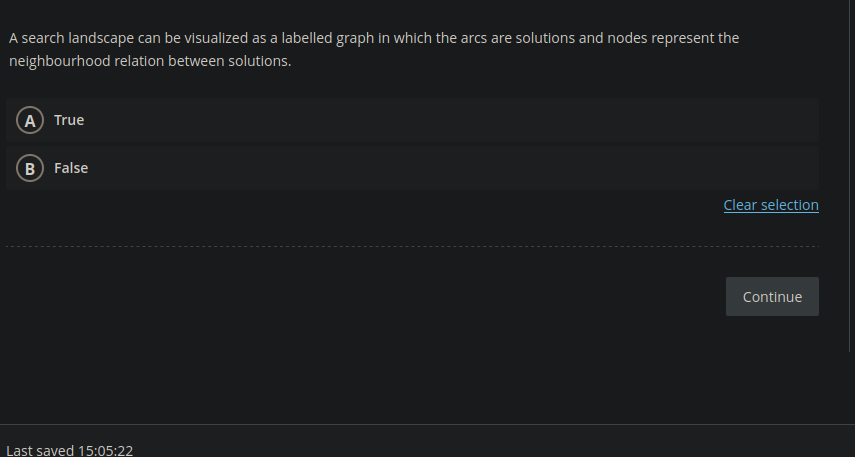 A search landscape can be visualized as a labelled graph in which the arcs are solutions and nodes represent the
neighbourhood relation between solutions.
A True
B False
Clear selection
Continue
Last saved 15:05:22